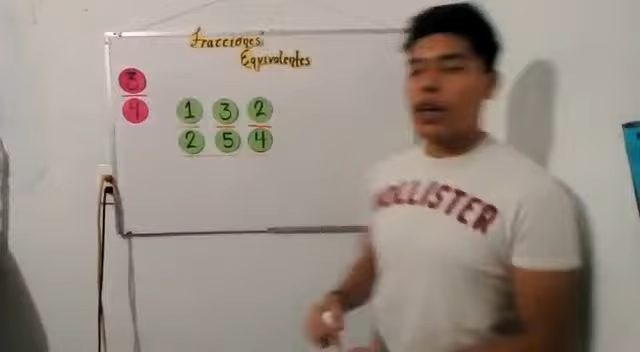 Fracciones
Equivalentes
3
4
1 3 2
2 5 4
HOLLISTER